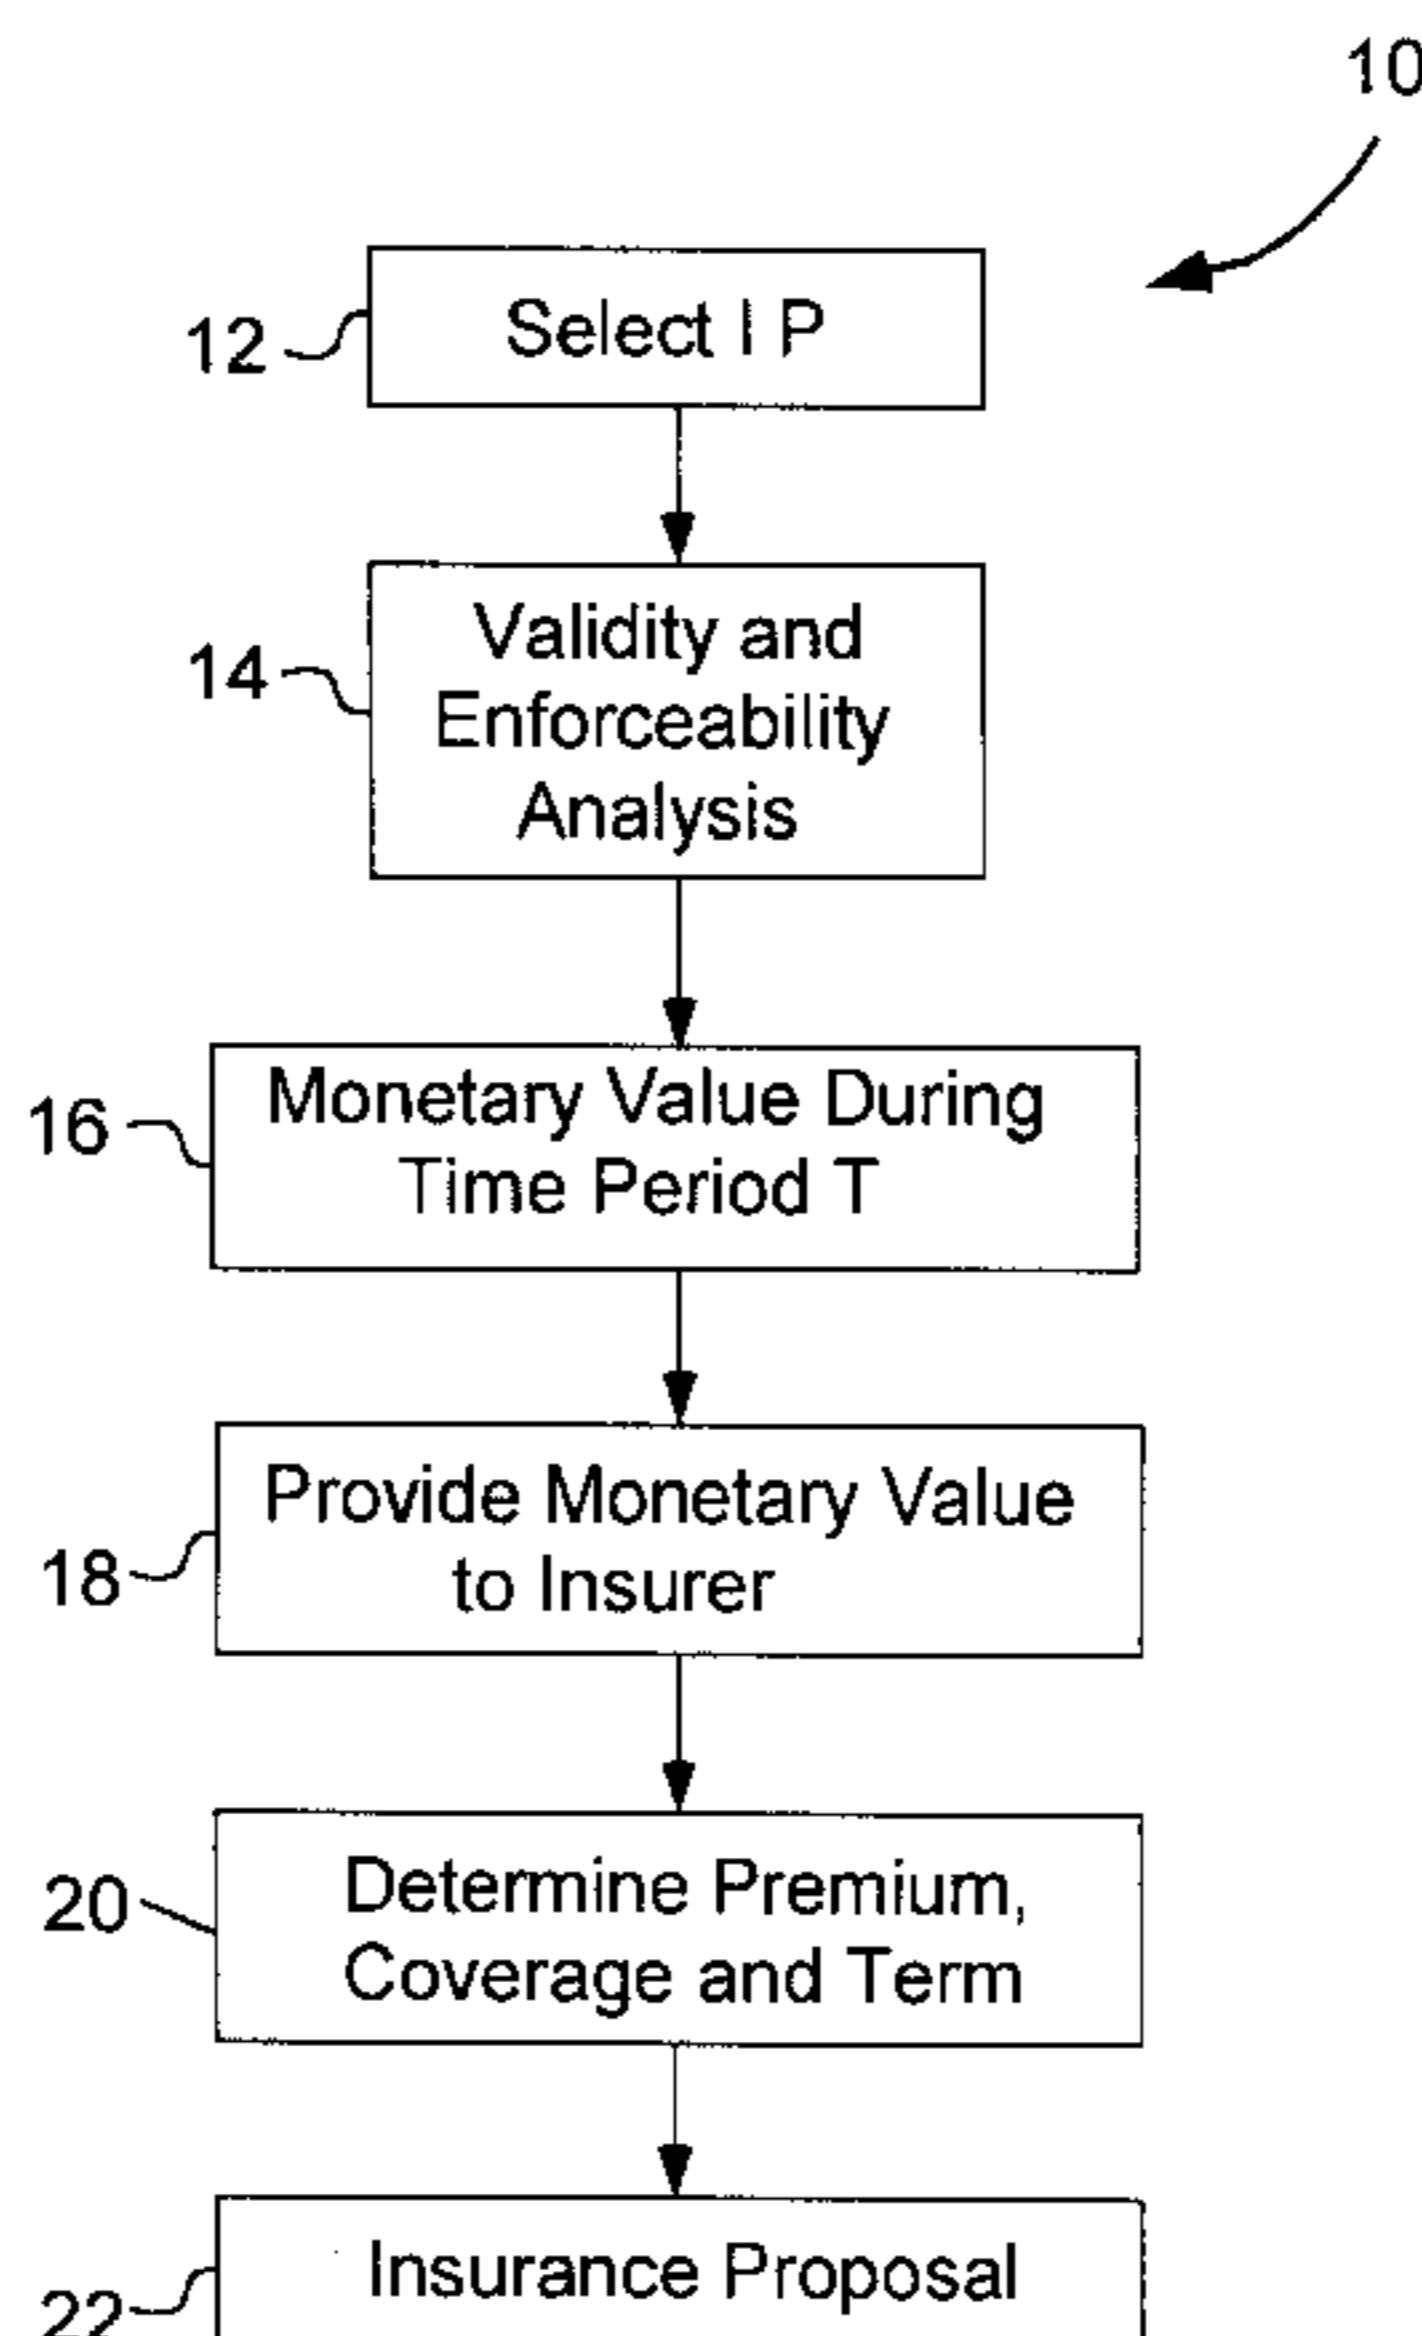 10
12
Select I P
14
Validity and
Enforceability
Analysis
16
Monetary Value During
Time Period T
18
Provide Monetary Value
to Insurer
20
Determine Premium,
Coverage and Term
22
Insurance Proposal